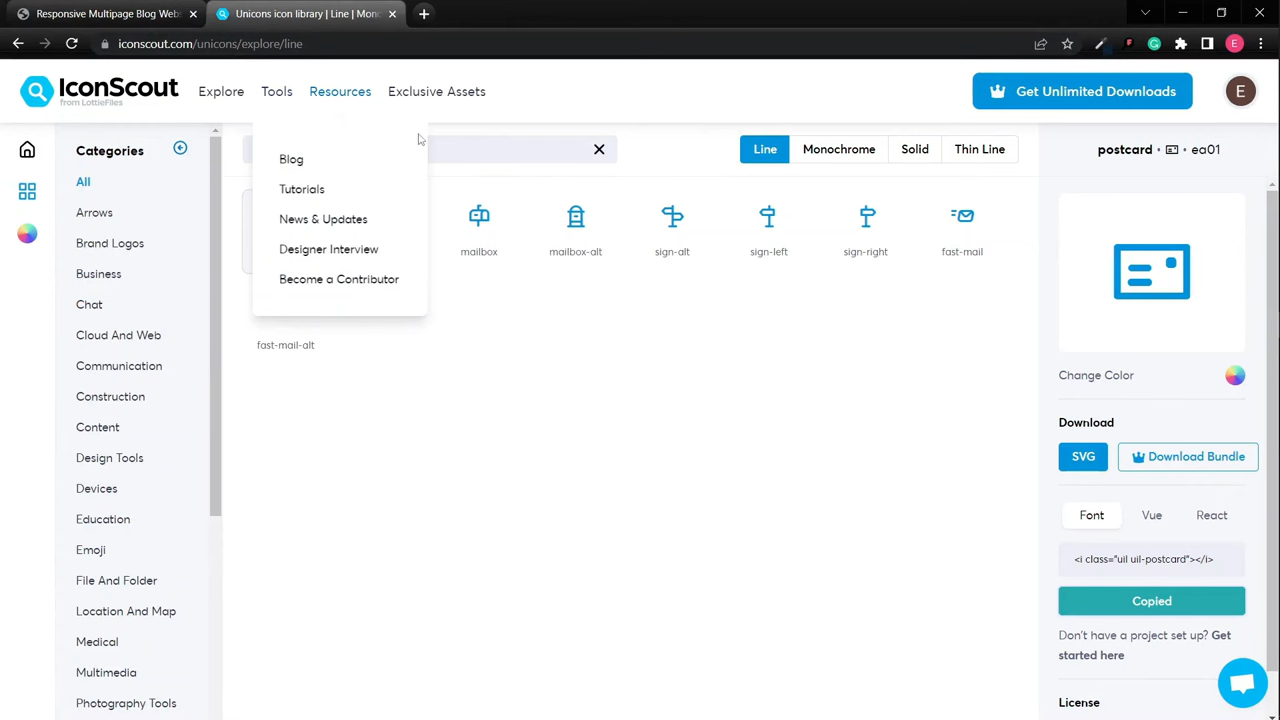 Responsive Multipage Blog Webs
Unicons icon library | Line | Mono
iconscout.com/unicons/explore/line
E
IconScout
from LottieFiles
Explore
Tools
Resources
Exclusive Assets
Get Unlimited Downloads
E
Categories
All
Arrows
Brand Logos
Business
Chat
Cloud And Web
Communication
Construction
Content
Design Tools
Devices
Education
Emoji
File And Folder
Location And Map
Medical
Multimedia
Photography Tools
Blog
Tutorials
News & Updates
Designer Interview
Become a Contributor
Line
Monochrome
Solid
Thin Line
mailbox
mailbox-alt
sign-alt
sign-left
sign-right
fast-mail
fast-mail-alt
postcard • ea01
Change Color
Download
SVG
Download Bundle
Font
Vue
React
<i class="uil uil-postcard"></i>
Copied
Don't have a project set up? Get
started here
License